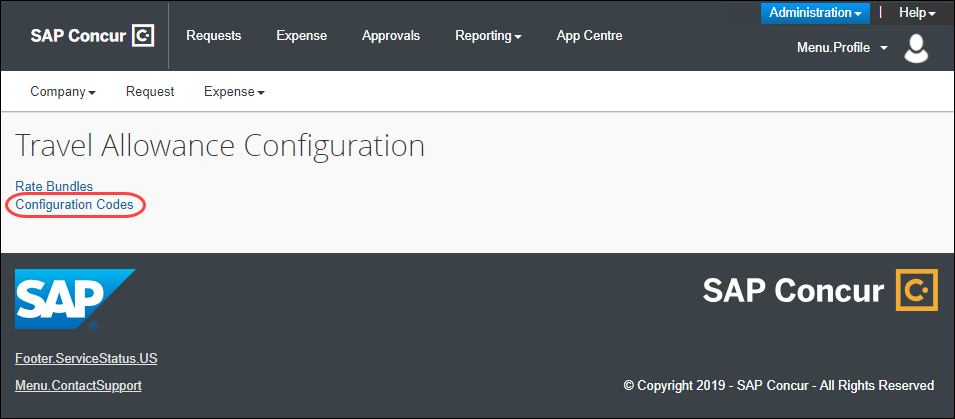 Administration | Help
SAP Concur C. Requests Expense Approvals Reporting App Centre
Menu.Profile
Company Request Expense
Travel Allowance Configuration
Rate Bundles
Configuration Codes
SAP ®
SAP Concur C.
Footer.ServiceStatus.US
Menu.ContactSupport
© Copyright 2019 - SAP Concur - All Rights Reserved